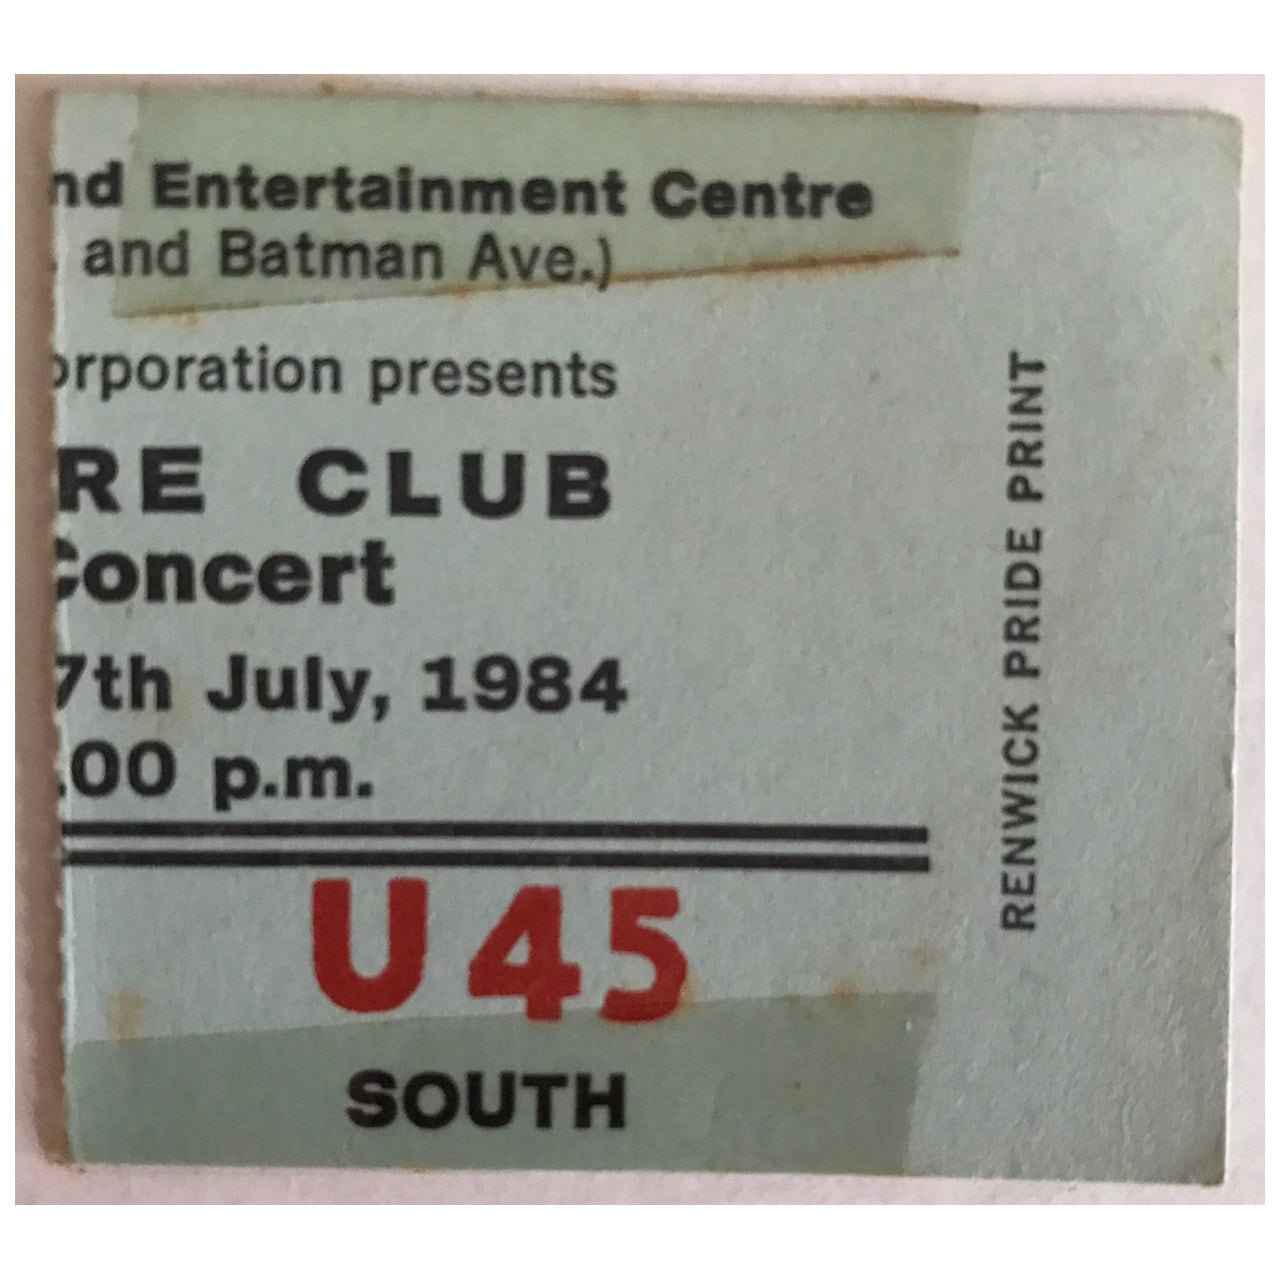 nd Entertainment Centre
and Batman Ave.)
orporation presents
RE CLUB
Concert
7th July, 1984
.00 p.m.
U 45
SOUTH
RENWICK PRIDE PRINT